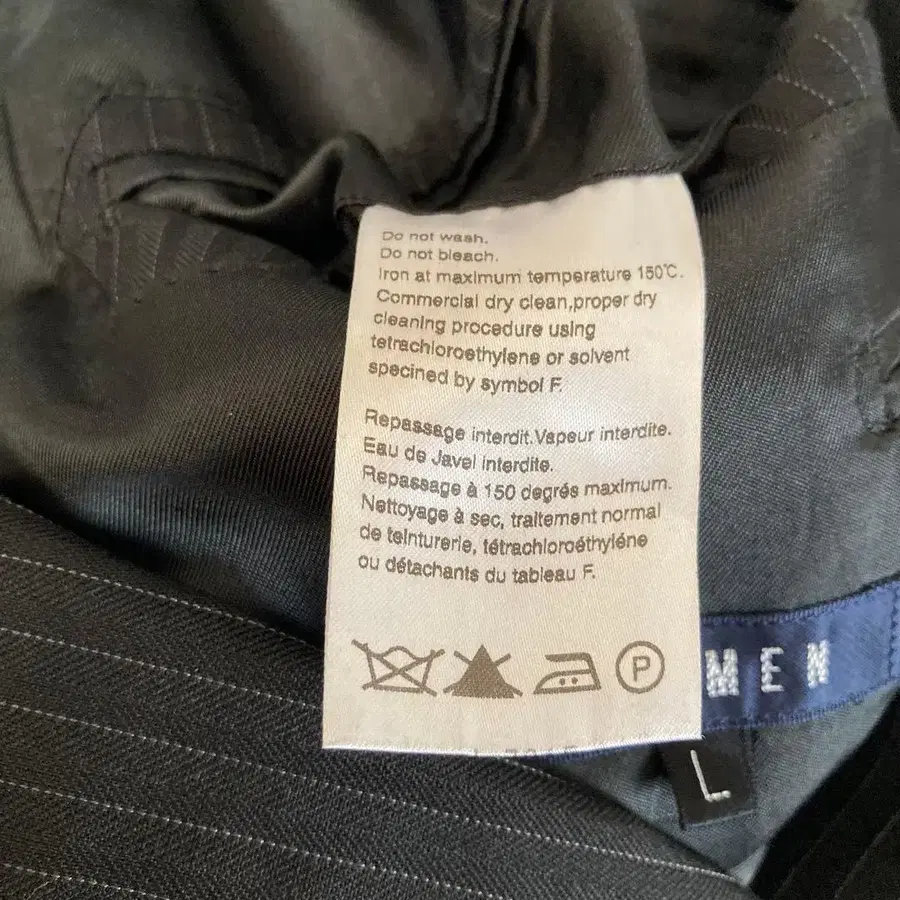 Do not wash.
Do not bleach.
Iron at maximum temperature 150℃.
Commercial dry clean,proper dry
cleaning procedure using
tetrachloroethylene or solvent
specined by symbol F.
Repassage interdit.Vapeur interdite.
Eau de Javel interdite.
Repassage à 150 degrés maximum.
Nettoyage à sec, traitement normal
de teinturerie, tétrachloroéthyléne
ou détachants du tableau F.
P
MEN
L